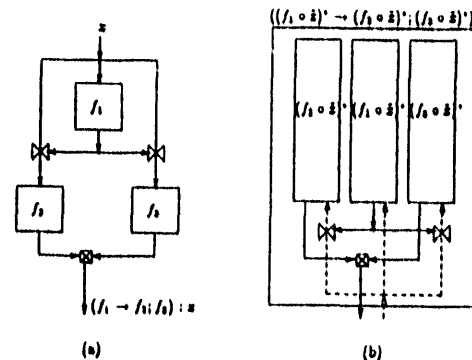 x
f₁
f₂ f₃
(f₁ → f₂; f₃) : x
(a)
((f₁ ∘ x̄)' → (f₂ ∘ x̄)' ; (f₃ ∘ x̄)'
(f₂ ∘ x̄)' (f₁ ∘ x̄)' (f₃ ∘ x̄)'
(b)